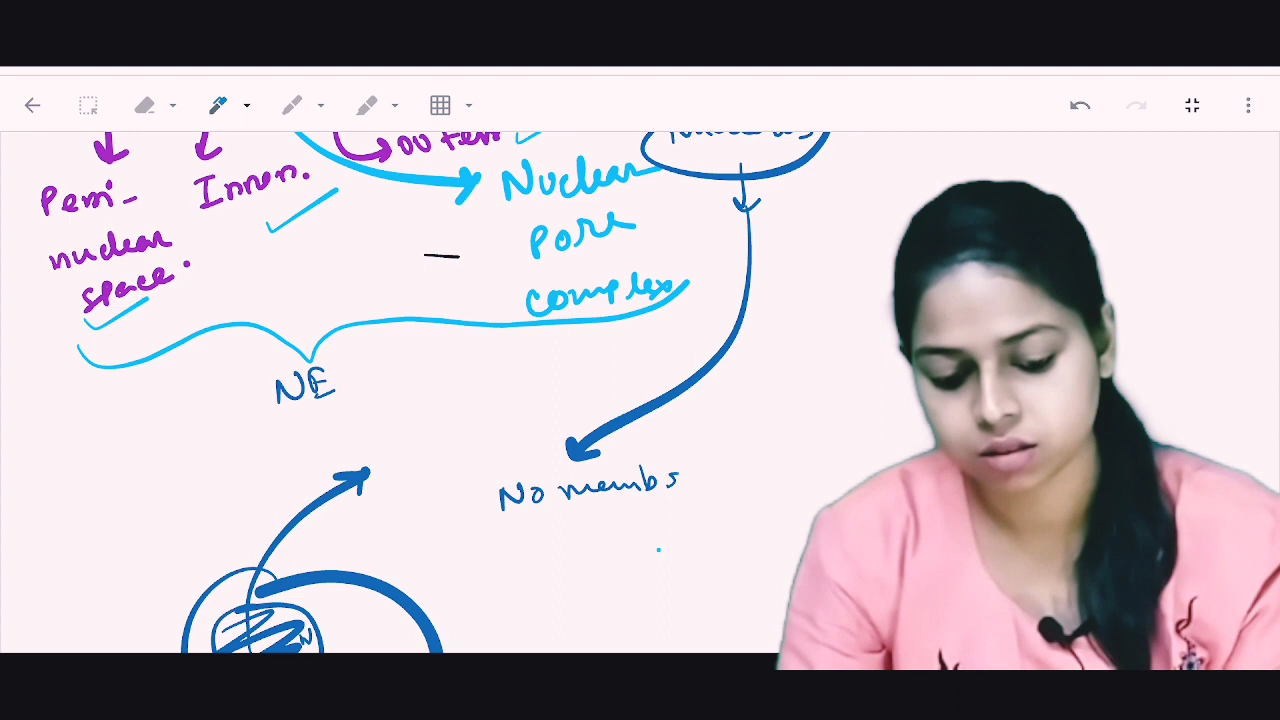 Inner.
Peri-
nuclear
space.
Nuclear
pore
complex
NE
No membs
N